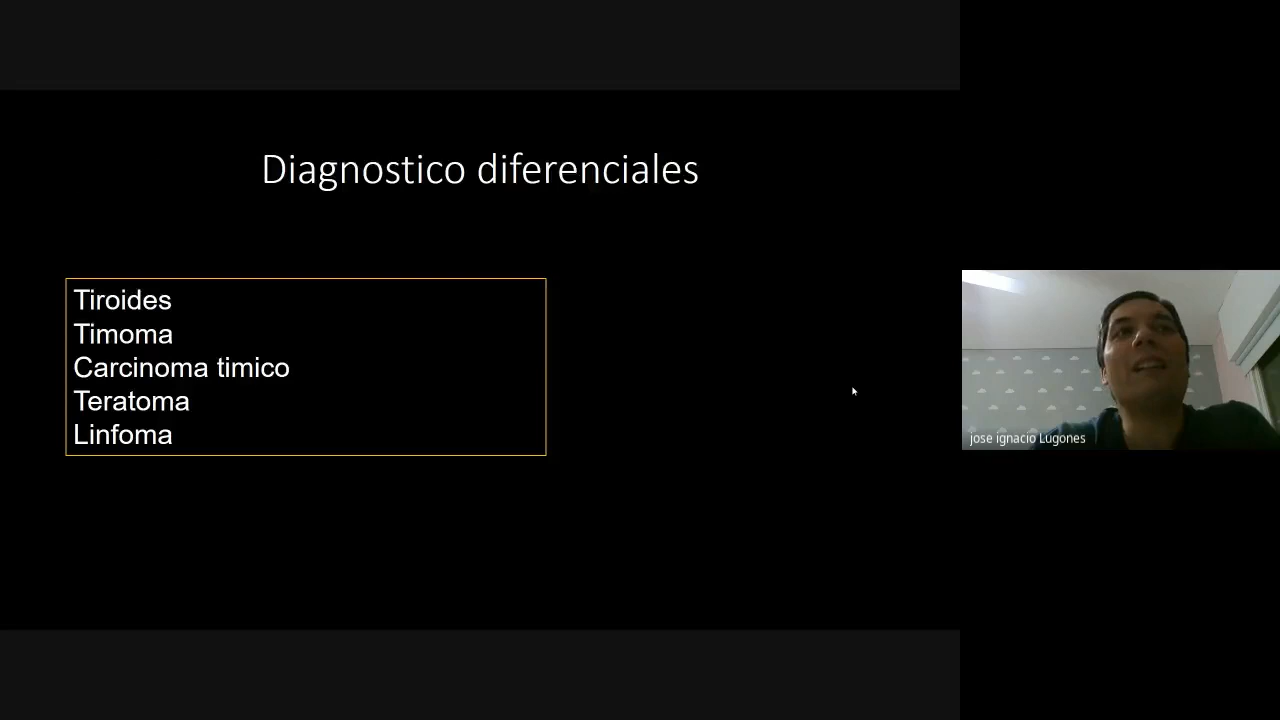 Diagnostico diferenciales
Tiroides
Timoma
Carcinoma timico
Teratoma
Linfoma
jose ignacio Lugones